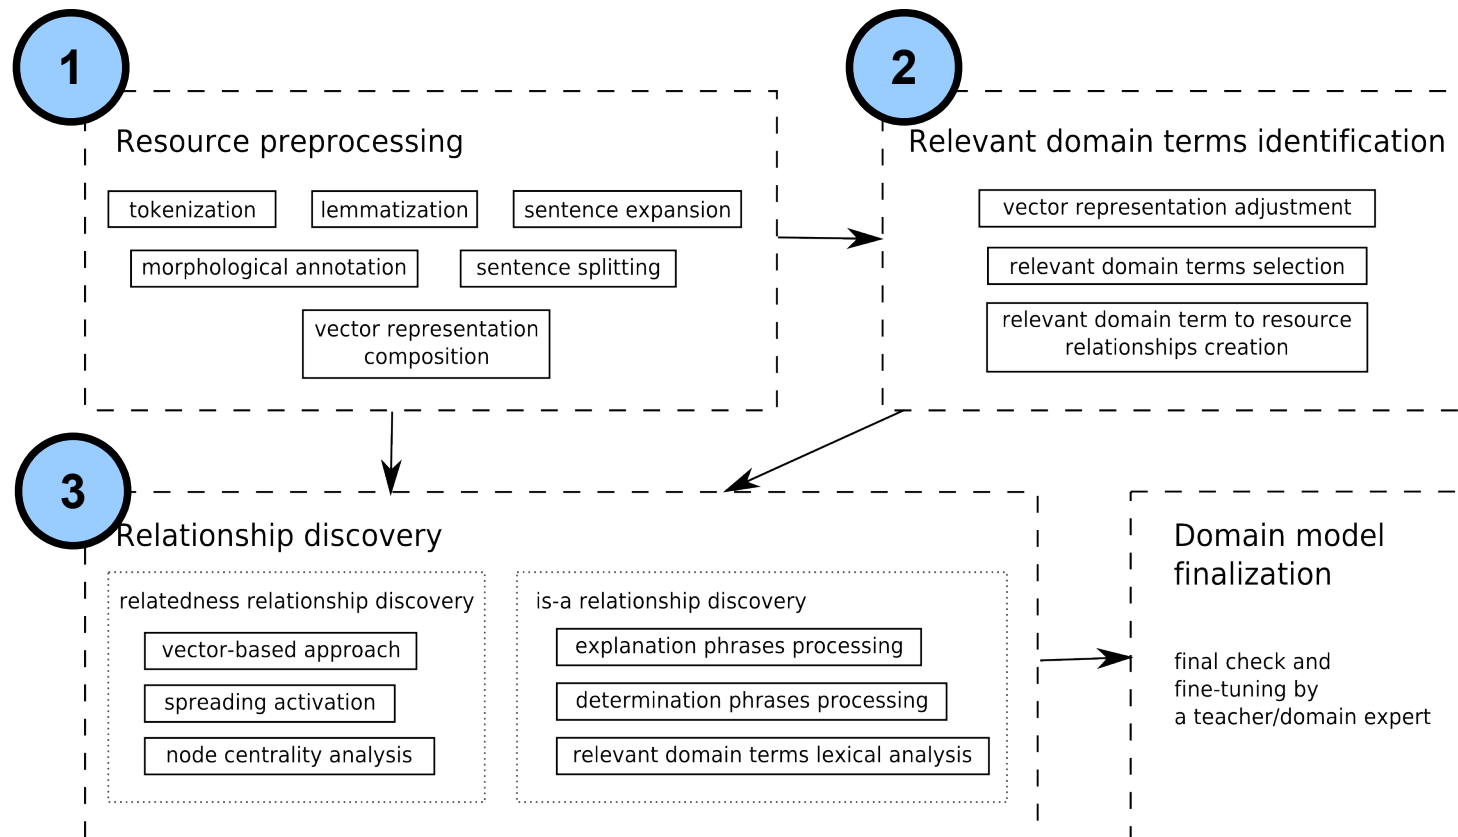 1
Resource preprocessing
tokenization
lemmatization
sentence expansion
morphological annotation
sentence splitting
vector representation
composition
2
Relevant domain terms identification
vector representation adjustment
relevant domain terms selection
relevant domain term to resource
relationships creation
3
Relationship discovery
relatedness relationship discovery
vector-based approach
spreading activation
node centrality analysis
is-a relationship discovery
explanation phrases processing
determination phrases processing
relevant domain terms lexical analysis
Domain model
finalization
final check and
fine-tuning by
a teacher/domain expert